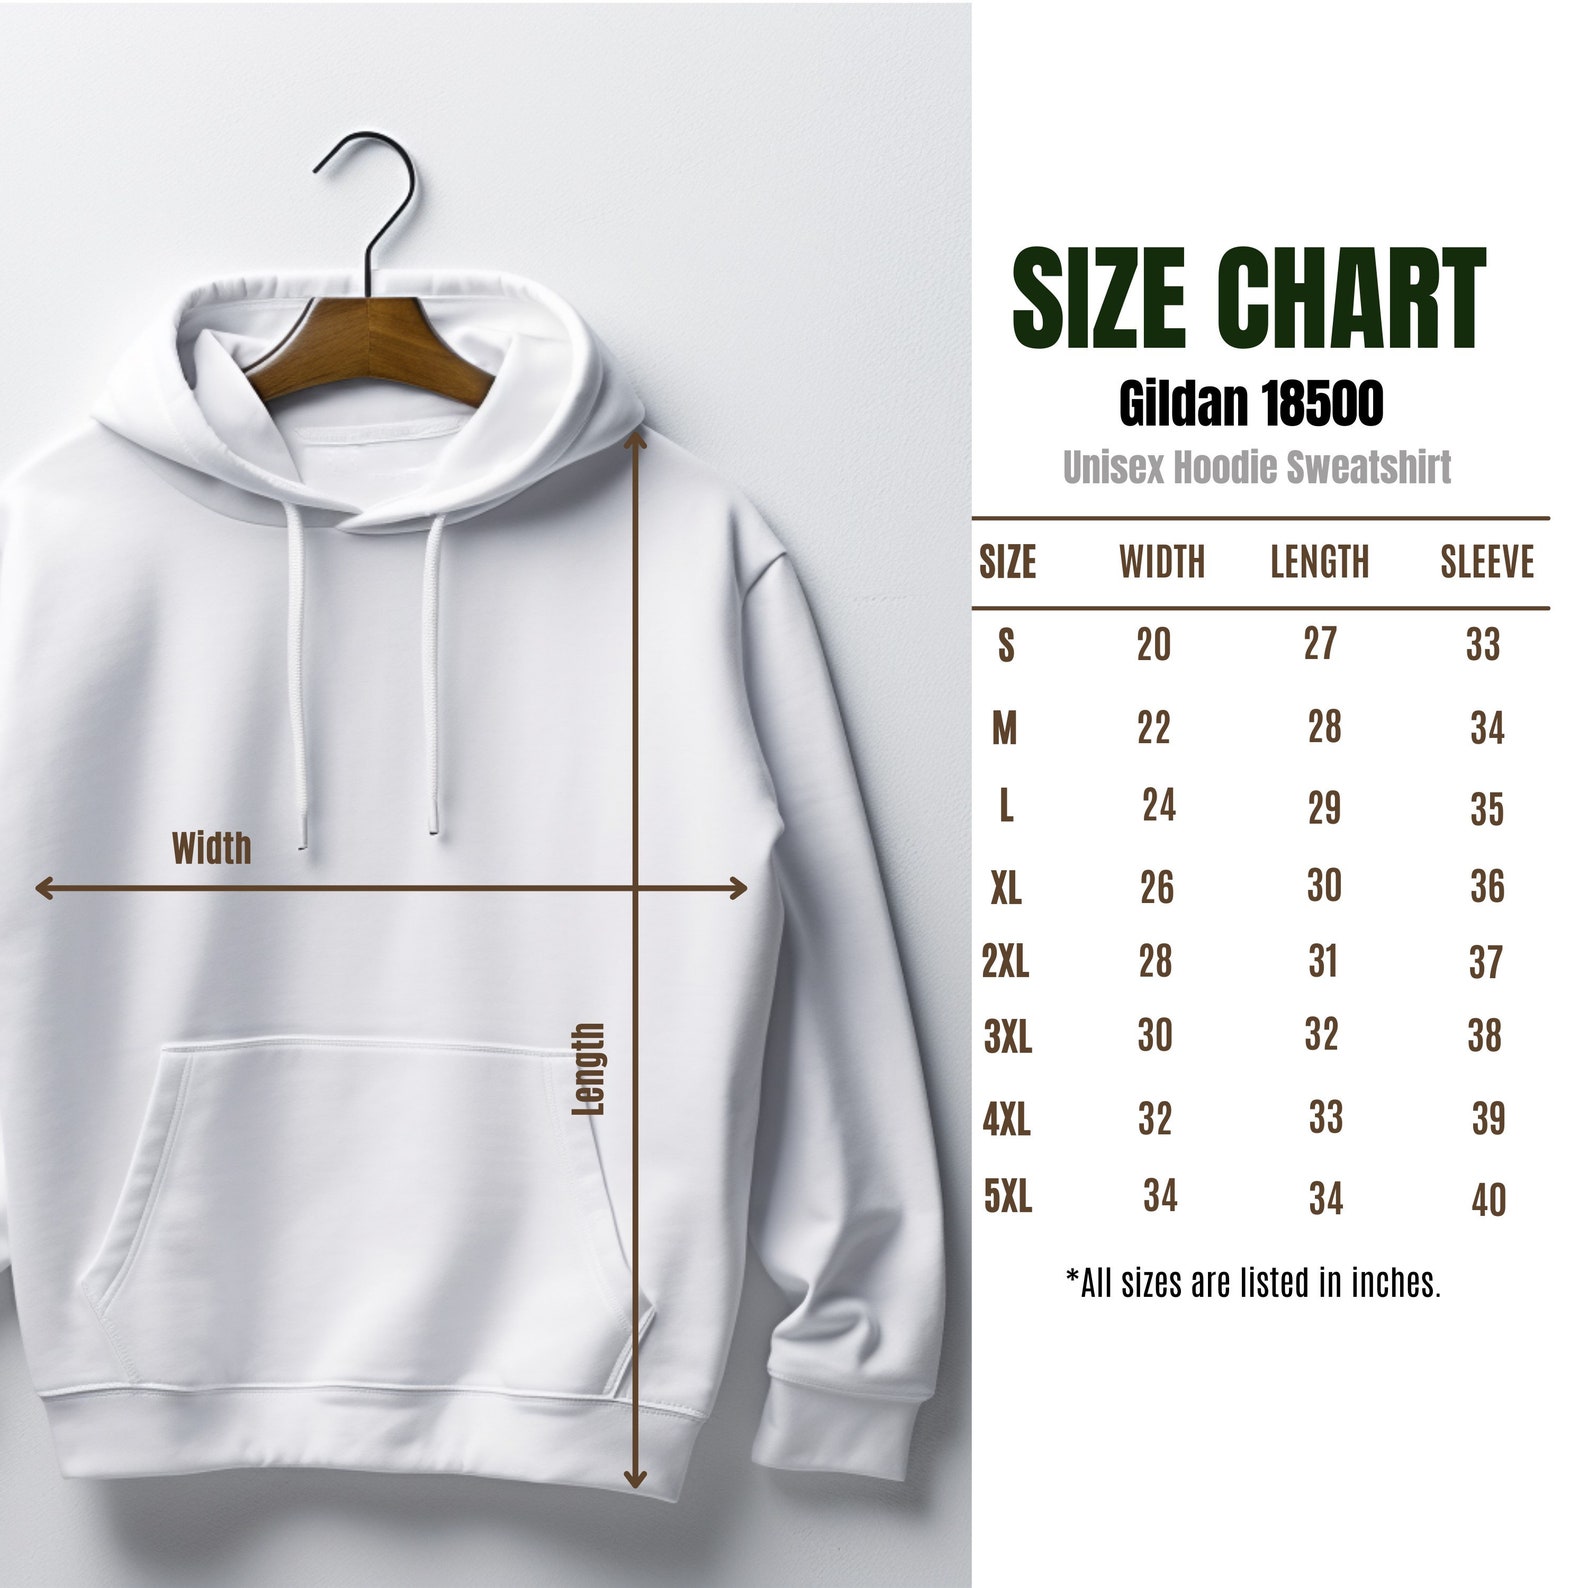 SIZE CHART
Gildan 18500
Unisex Hoodie Sweatshirt
SIZE WIDTH LENGTH SLEEVE
S 20 27 33
M 22 28 34
L 24 29 35
XL 26 30 36
2XL 28 31 37
3XL 30 32 38
4XL 32 33 39
5XL 34 34 40
*All sizes are listed in inches.
Width
Length